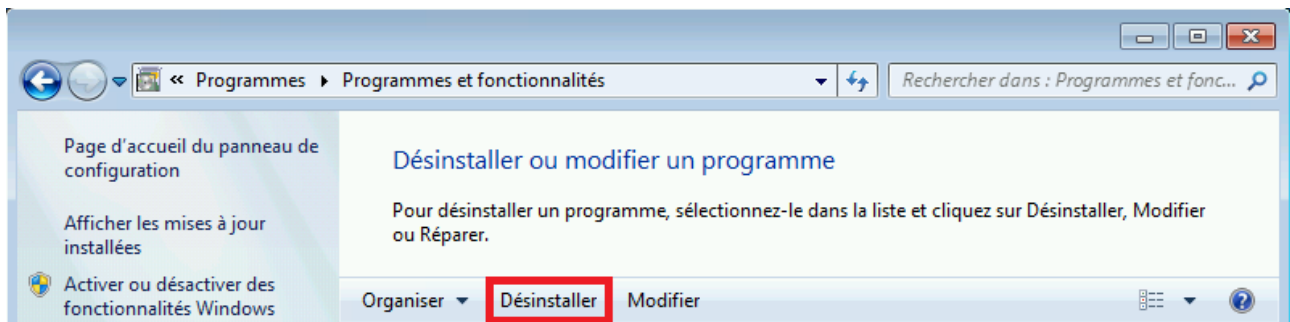 « Programmes ▸ Programmes et fonctionnalités
Rechercher dans : Programmes et fonc...
Page d'accueil du panneau de
configuration
Afficher les mises à jour
installées
Activer ou désactiver des
fonctionnalités Windows
Désinstaller ou modifier un programme
Pour désinstaller un programme, sélectionnez-le dans la liste et cliquez sur Désinstaller, Modifier
ou Réparer.
Organiser Désinstaller Modifier